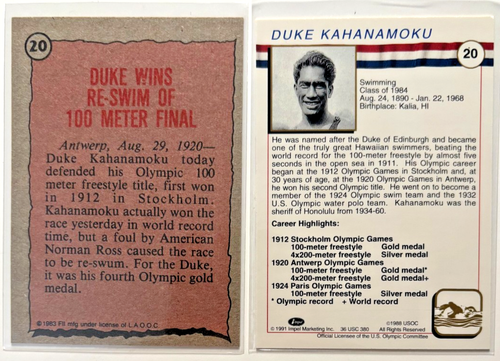 20
DUKE WINS
RE-SWIM OF
100 METER FINAL
Antwerp, Aug. 29, 1920—
Duke Kahanamoku today
defended his Olympic 100
meter freestyle title, first won
in 1912 in Stockholm.
Kahanamoku actually won the
race yesterday in world record
time, but a foul by American
Norman Ross caused the race
to be re-swum. For the Duke,
it was his fourth Olympic gold
medal.
©1983 FII mfg under license of L.A.O.O.C.
DUKE KAHANAMOKU
20
Swimming
Class of 1984
Aug. 24, 1890 - Jan. 22, 1968
Birthplace: Kalia, HI
He was named after the Duke of Edinburgh and became
one of the truly great Hawaiian swimmers, beating the
world record for the 100-meter freestyle by almost five
seconds in the open sea in 1911. His Olympic career
began at the 1912 Olympic Games in Stockholm and, at
30 years of age, at the 1920 Olympic Games in Antwerp,
he won his second Olympic title. He went on to become a
member of the 1924 Olympic swim team and the 1932
U.S. Olympic water polo team. Kahanamoku was the
sheriff of Honolulu from 1934-60.
Career Highlights:
1912 Stockholm Olympic Games
100-meter freestyle Gold medal
4x200-meter freestyle Silver medal
1920 Antwerp Olympic Games
100-meter freestyle Gold medal*
4x200-meter freestyle Gold medal+
1924 Paris Olympic Games
100-meter freestyle Silver medal
* Olympic record + World record
Impel
© 1991 Impel Marketing Inc. 36 USC 380 ©1988 USOC
Official Licensee of the U.S. Olympic Committee